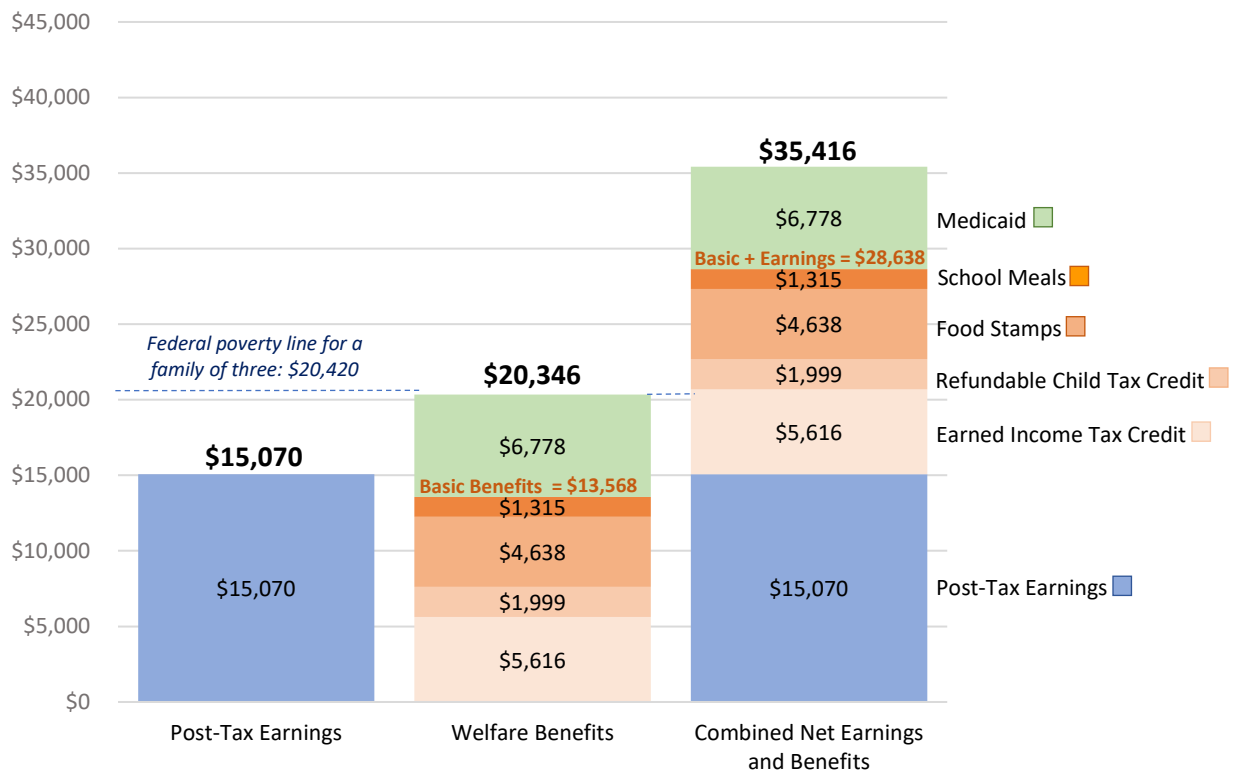 $45,000
$40,000
$35,416
$35,000
$6,778
Medicaid
$30,000
Basic + Earnings = $28,638
$1,315
School Meals
$25,000
$4,638
Food Stamps
Federal poverty line for a
family of three: $20,420
$20,346
$1,999
Refundable Child Tax Credit
$20,000
$6,778
$5,616
Earned Income Tax Credit
$15,070
$15,000
Basic Benefits = $13,568
$1,315
$10,000
$4,638
$15,070
$15,070
Post-Tax Earnings
$1,999
$5,000
$5,616
$0
Post-Tax Earnings
Welfare Benefits
Combined Net Earnings
and Benefits